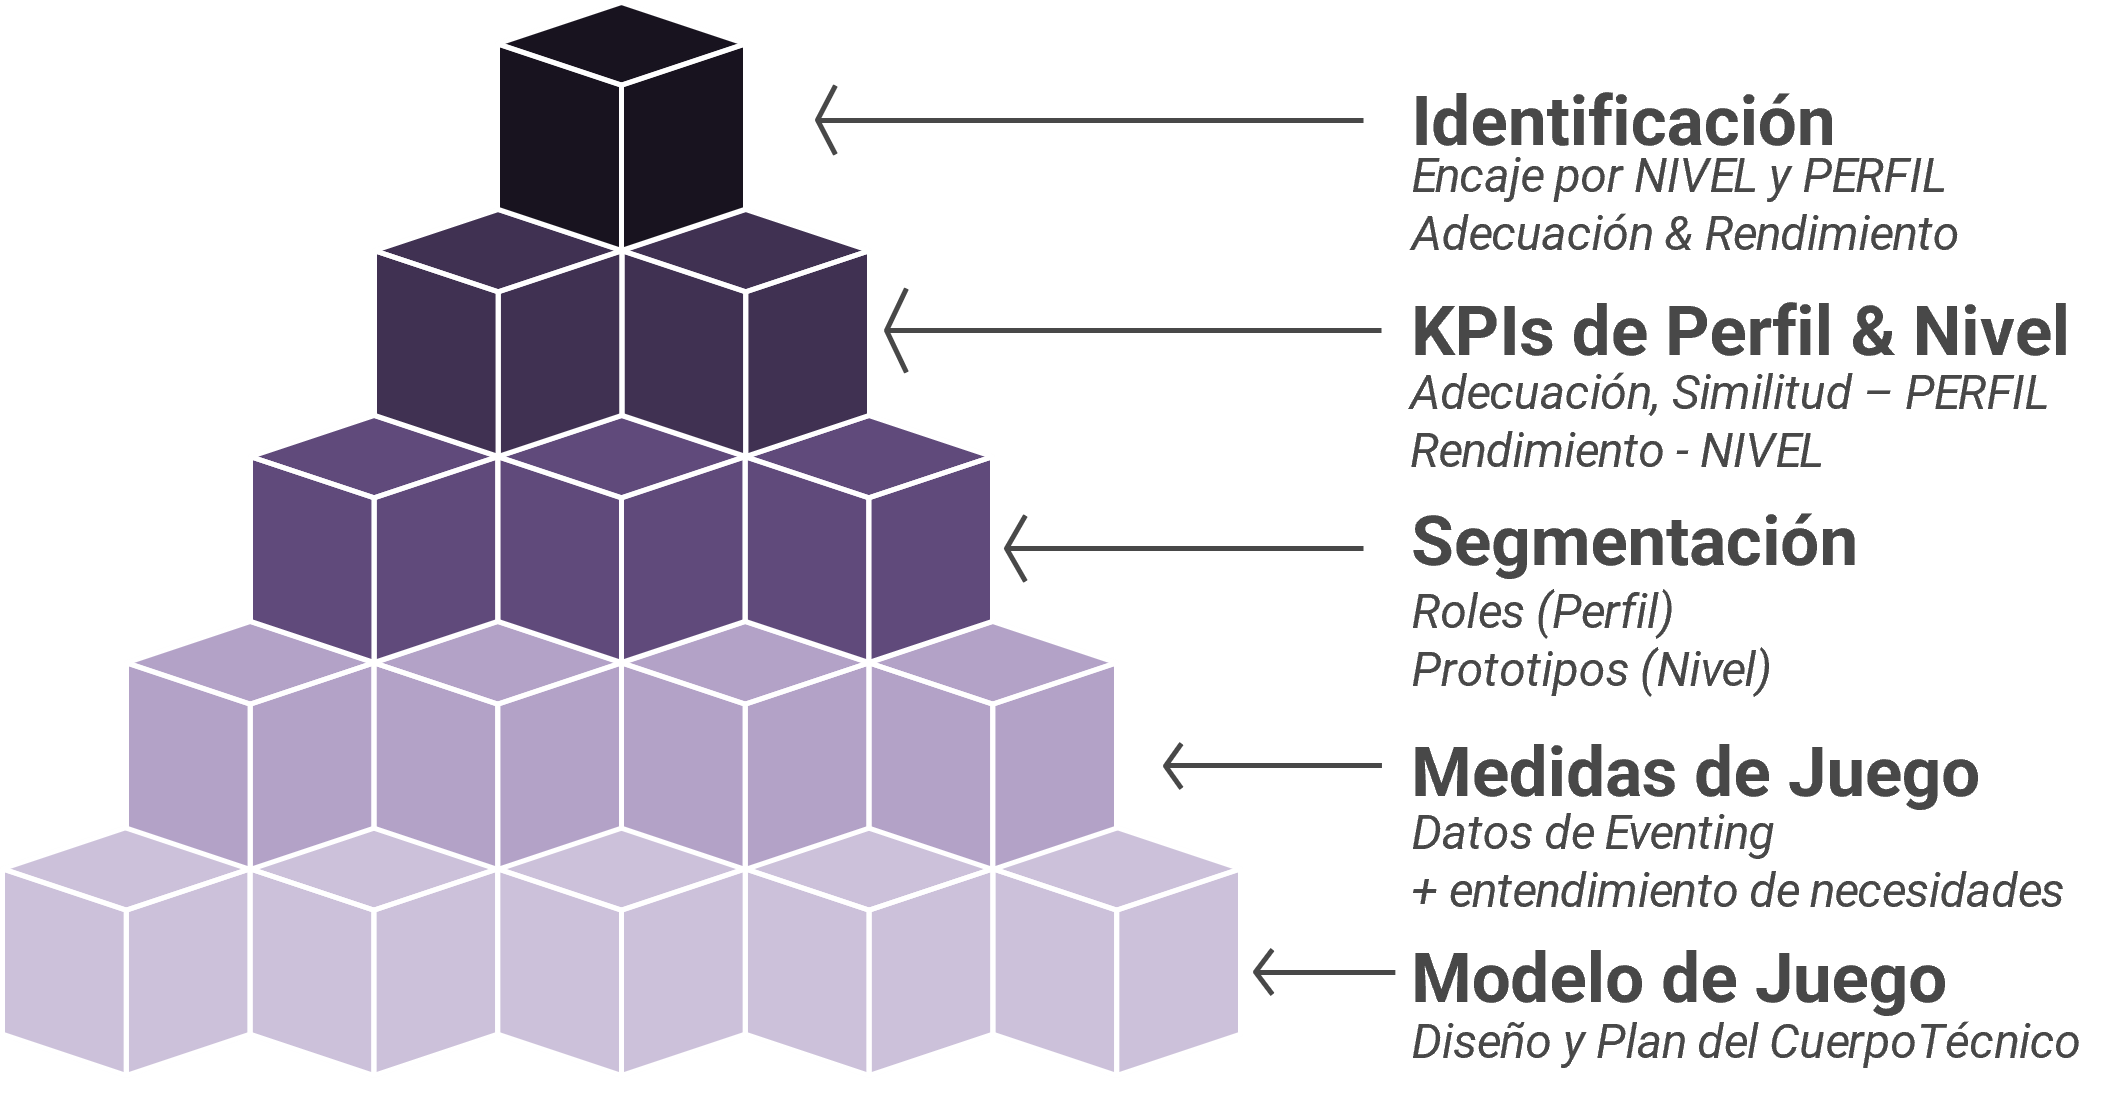 Identificación
Encaje por NIVEL y PERFIL
Adecuación & Rendimiento
KPIs de Perfil & Nivel
Adecuación, Similitud – PERFIL
Rendimiento - NIVEL
Segmentación
Roles (Perfil)
Prototipos (Nivel)
Medidas de Juego
Datos de Eventing
+ entendimiento de necesidades
Modelo de Juego
Diseño y Plan del CuerpoTécnico